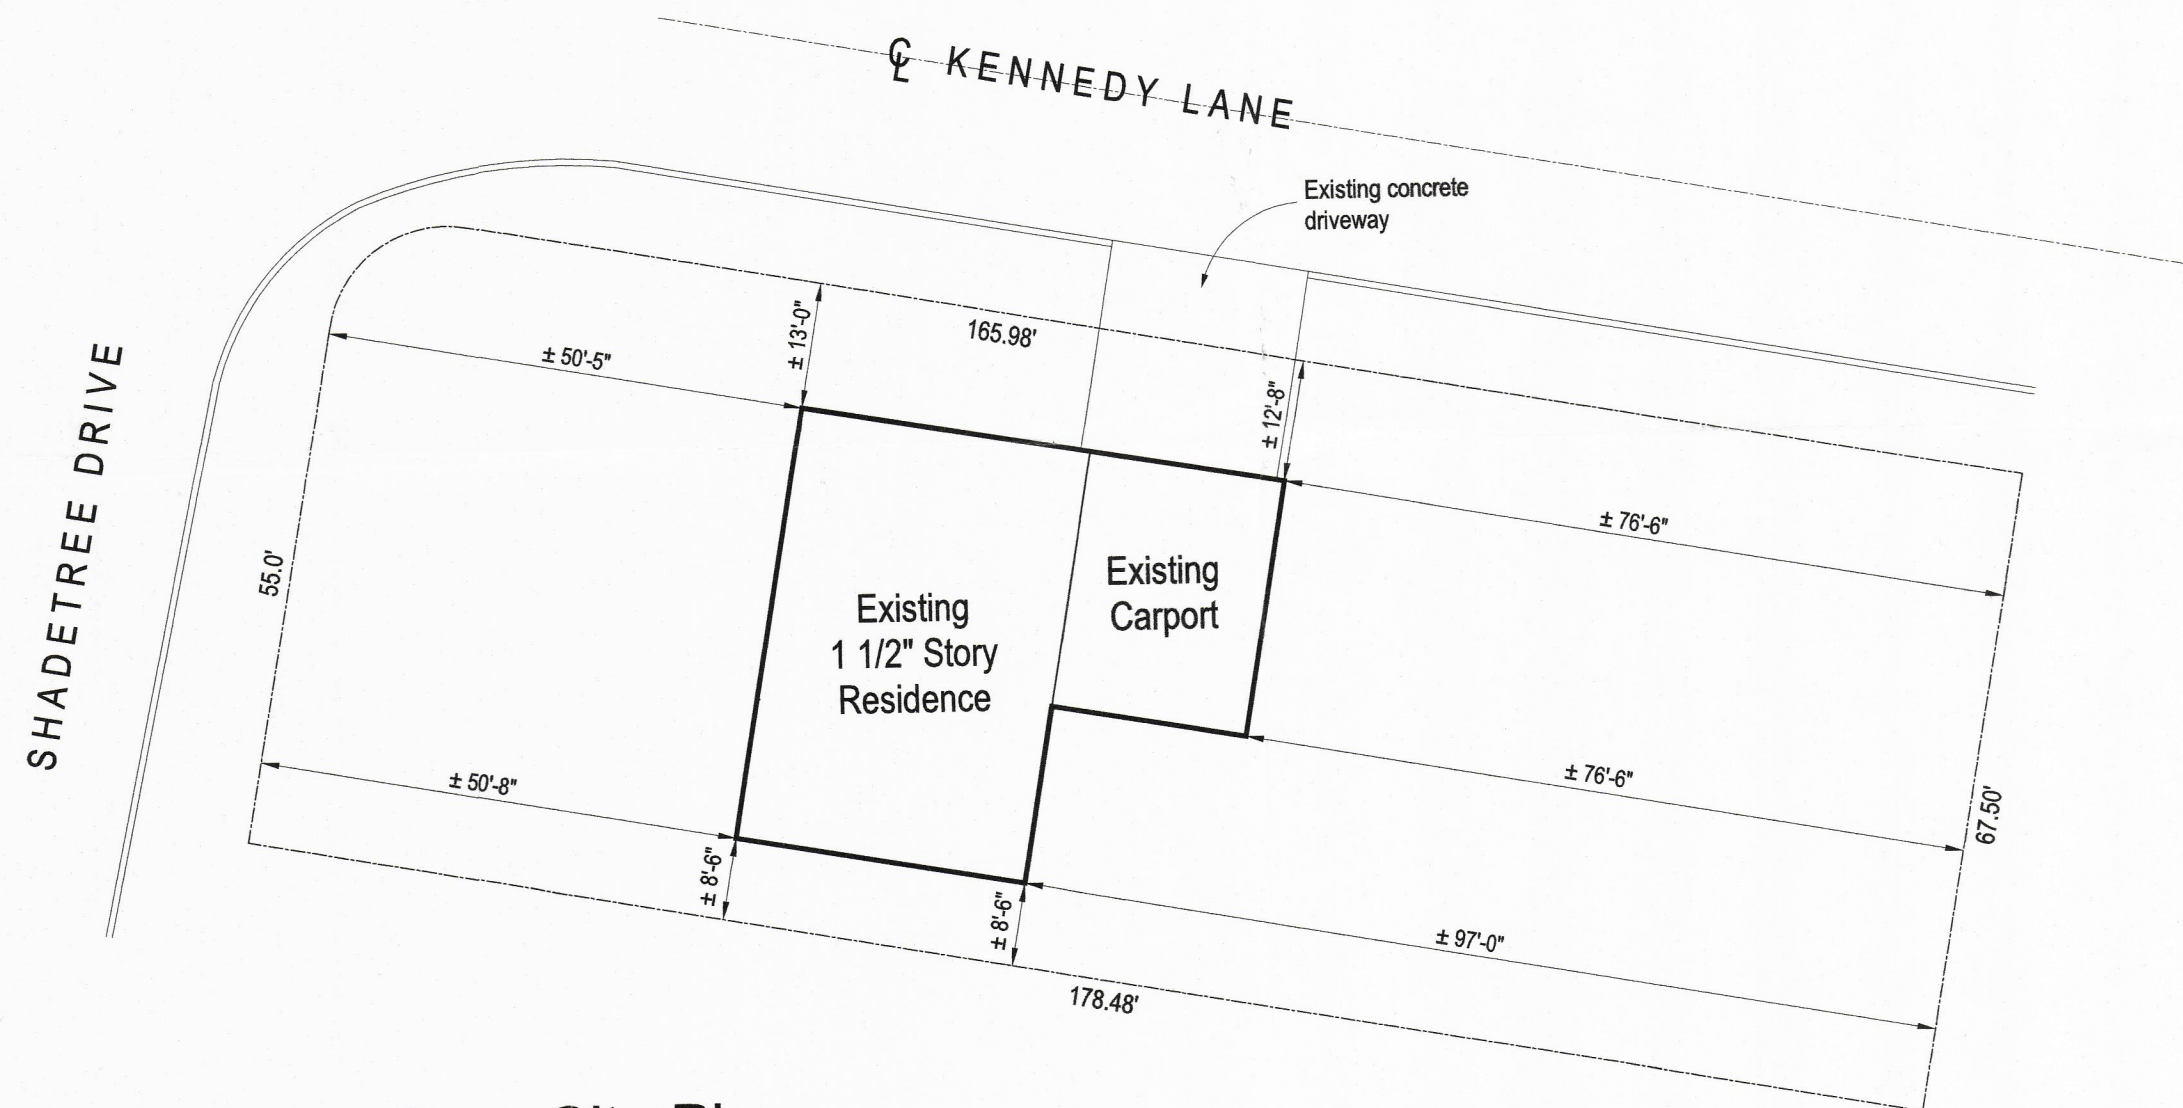 ℄ KENNEDY LANE
Existing concrete
driveway
± 13'-0"
165.98'
± 50'-5"
± 12'-8"
SHADETREE DRIVE
± 76'-6"
55.0'
Existing
Carport
Existing
1 1/2" Story
Residence
± 50'-8"
± 76'-6"
67.50'
± 8'-6"
± 8'-6"
± 97'-0"
178.48'